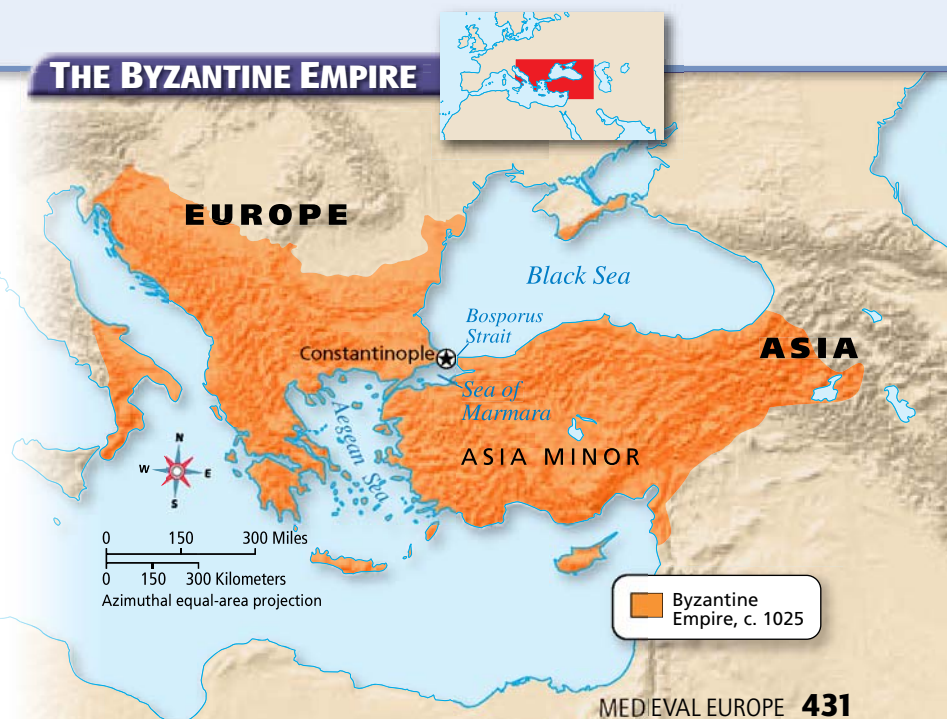 THE BYZANTINE EMPIRE
EUROPE
Black Sea
Bosporus
Strait
Constantinople
ASIA
Sea of
Marmara
Aegean Sea
ASIA MINOR
N
W
E
S
0 150 300 Miles
0 150 300 Kilometers
Azimuthal equal-area projection
Byzantine
Empire, c. 1025
MEDIEVAL EUROPE 431